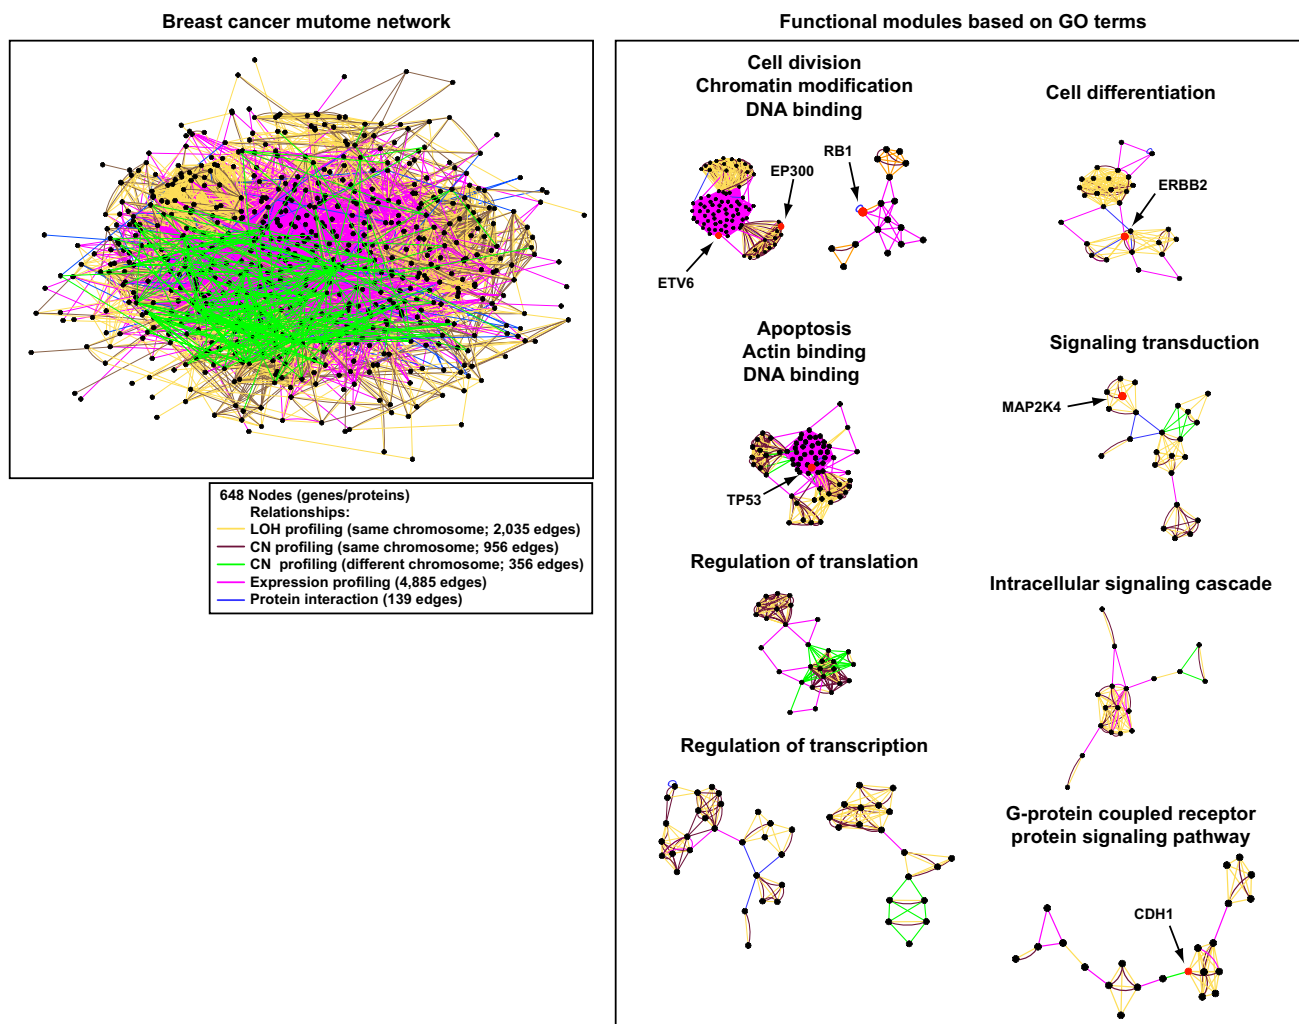 Breast cancer mutome network
648 Nodes (genes/proteins)
Relationships:
LOH profiling (same chromosome; 2,035 edges)
CN profiling (same chromosome; 956 edges)
CN  profiling (different chromosome; 356 edges)
Expression profiling (4,885 edges)
Protein interaction (139 edges)
Functional modules based on GO terms
Cell division
Chromatin modification
DNA binding
EP300
RB1
ETV6
Cell differentiation
ERBB2
Apoptosis
Actin binding
DNA binding
TP53
Signaling transduction
MAP2K4
Regulation of translation
Intracellular signaling cascade
Regulation of transcription
G-protein coupled receptor
protein signaling pathway
CDH1